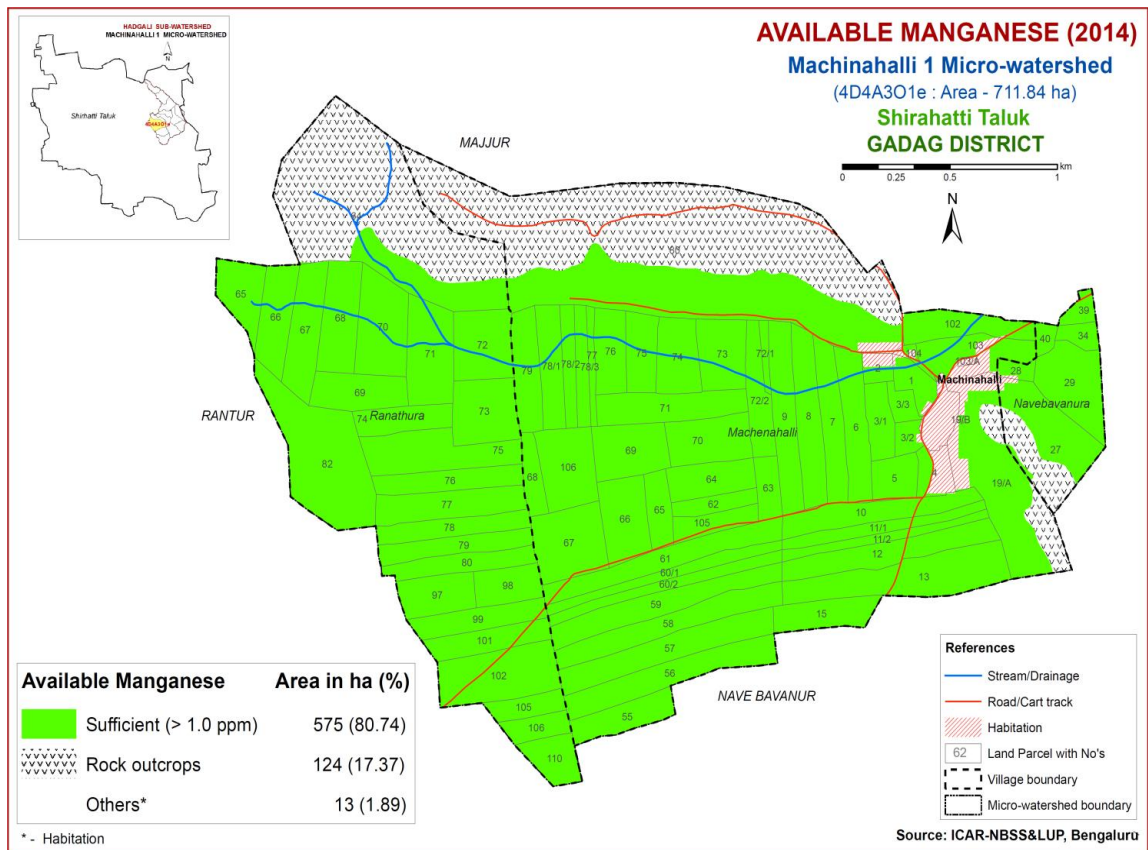 HADGALI SUB-WATERSHED
MACHINAHALLI 1 MICRO-WATERSHED
N
Shirhatti Taluk
4D4A3O1e
AVAILABLE MANGANESE (2014)
Machinahalli 1 Micro-watershed
(4D4A3O1e : Area - 711.84 ha)
Shirahatti Taluk
GADAG DISTRICT
km
0 0.25 0.5 1
N
MAJJUR
84
86
65 66 67 68 70 71 72
79 78/1 78/2 77 78/3 76 75 74 73 72/1
102 103 104 103/A 40 39 34
2 1 Machinahalli 28 29
69 74 Ranathura 73 71 72/2 9 8 7 6 3/1 3/3 3/2 19/B Navebavanura
RANTUR
Machenahalli
82 75 76 77 78 79 80
68 106 69 70 64 63 62 65 66 105 67
5 4 19/A 27
10
11/1
11/2
12
13
61
60/1
60/2
59
58
57
56
55
15
97 98
99
101
102
105
106
110
NAVE BAVANUR
Available Manganese Area in ha (%)
Sufficient (> 1.0 ppm) 575 (80.74)
Rock outcrops 124 (17.37)
Others* 13 (1.89)
* - Habitation
References
Stream/Drainage
Road/Cart track
Habitation
62 Land Parcel with No's
Village boundary
Micro-watershed boundary
Source: ICAR-NBSS&LUP, Bengaluru